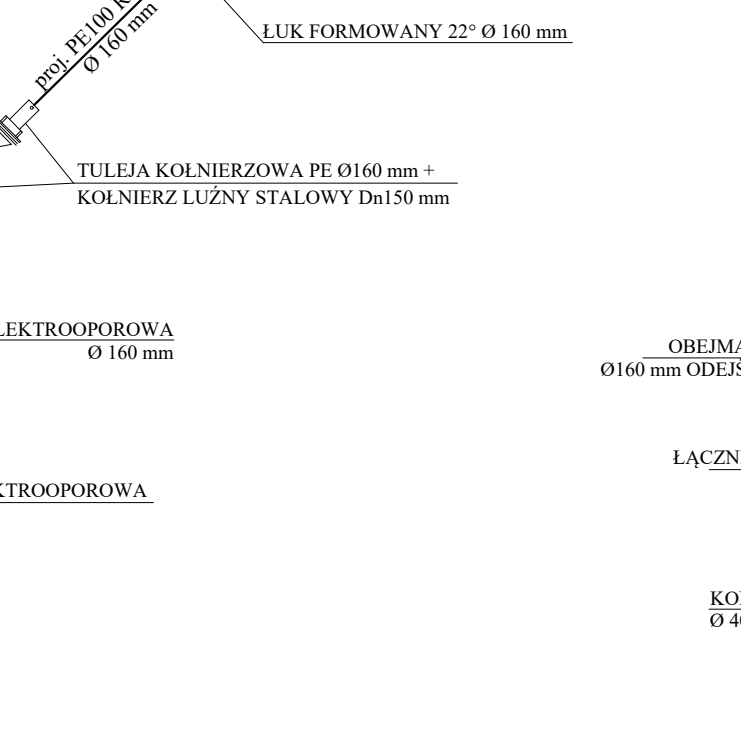 ŁUK FORMOWANY 22° Ø 160 mm
proj. PE100 R
Ø 160 mm
TULEJA KOŁNIERZOWA PE Ø160 mm +
KOŁNIERZ LUŹNY STALOWY Dn150 mm
LEKTROOPOROWA
Ø 160 mm
OBEJMA
Ø160 mm ODEJŚ
ŁĄCZNI
KTROOPOROWA
KO
Ø 4